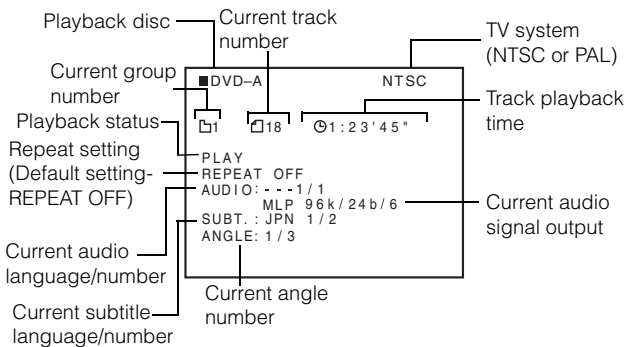 Playback disc
Current track
number
TV system
(NTSC or PAL)
Current group
number
■DVD–A NTSC
1 18 1:23'45"
Track playback
time
Playback status
PLAY
Repeat setting
(Default setting-
REPEAT OFF)
REPEAT OFF
AUDIO:---1/1
MLP 96k/24b/6
Current audio
signal output
SUBT.: JPN 1/2
ANGLE: 1/3
Current audio
language/number
Current angle
number
Current subtitle
language/number